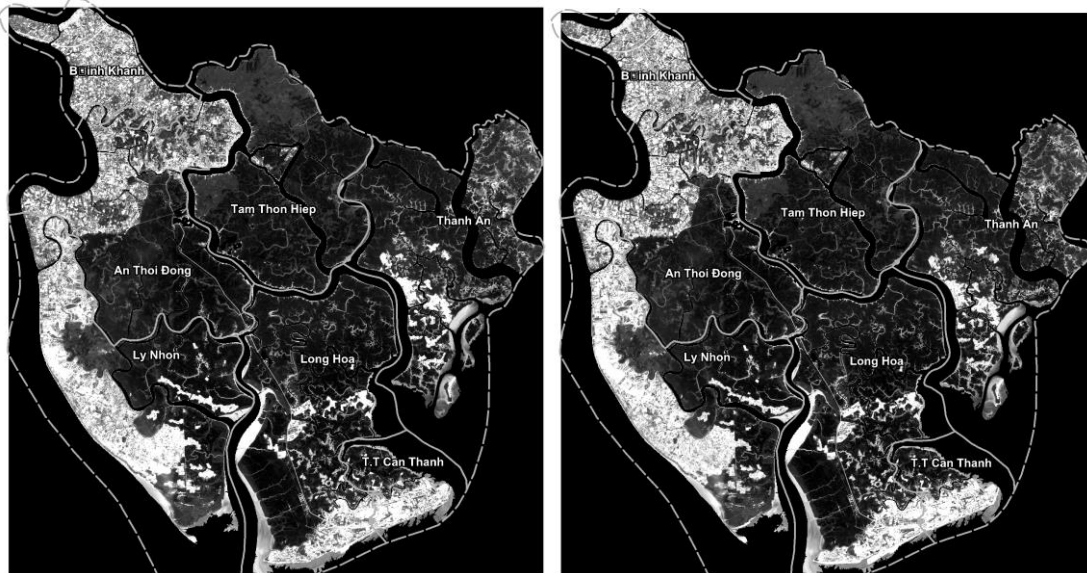 B inh Khanh
Tam Thon Hiep
Thanh An
An Thoi Đong
Ly Nhon
Long Hoa
T.T Can Thanh
B inh Khanh
Tam Thon Hiep
Thanh An
An Thoi Đong
Ly Nhon
Long Hoa
T.T Can Thanh